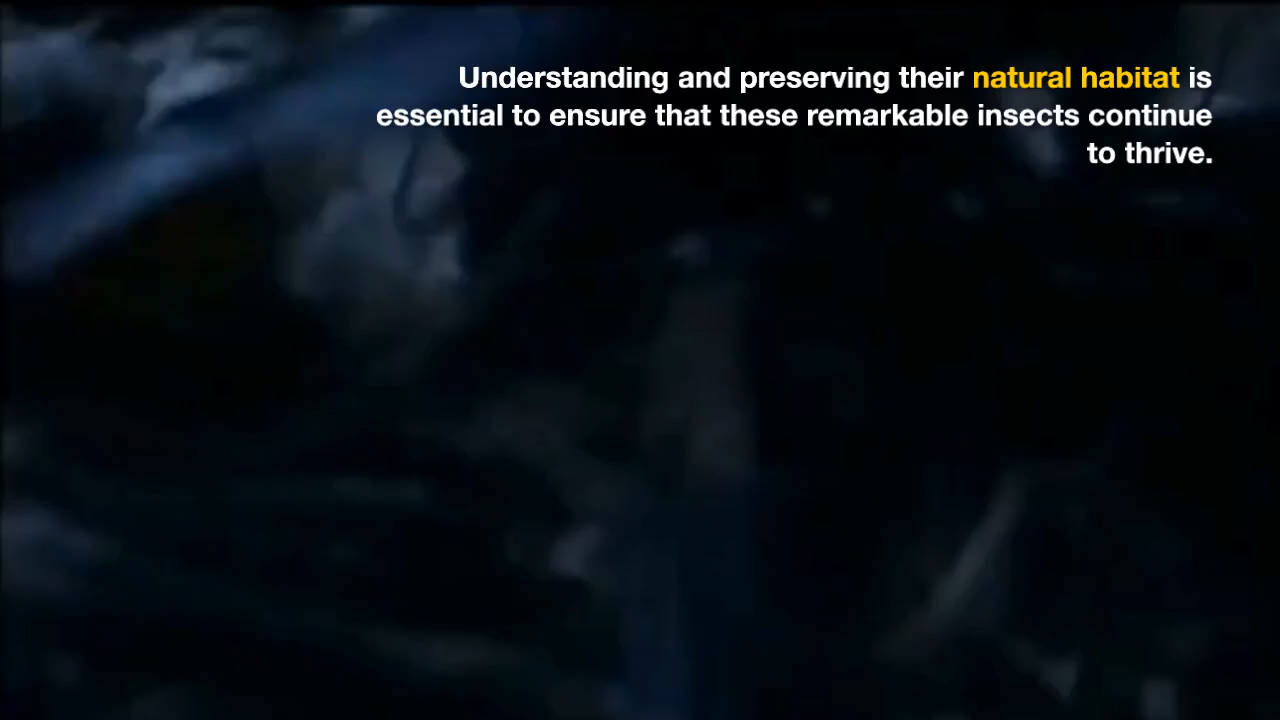 Understanding and preserving their natural habitat is
essential to ensure that these remarkable insects continue
to thrive.